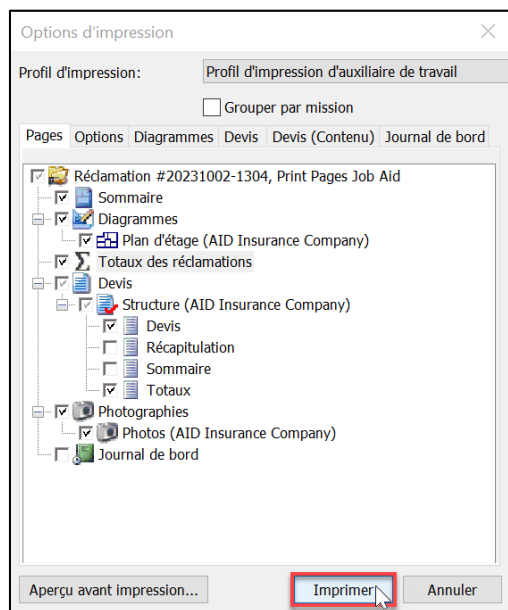 Options d'impression
Profil d'impression: Profil d'impression d'auxiliaire de travail
Grouper par mission
Pages Options Diagrammes Devis Devis (Contenu) Journal de bord
Réclamation #20231002-1304, Print Pages Job Aid
Sommaire
Diagrammes
Plan d'étage (AID Insurance Company)
Totaux des réclamations
Devis
Structure (AID Insurance Company)
Devis
Récapitulation
Sommaire
Totaux
Photographies
Photos (AID Insurance Company)
Journal de bord
Aperçu avant impression... Imprimer Annuler